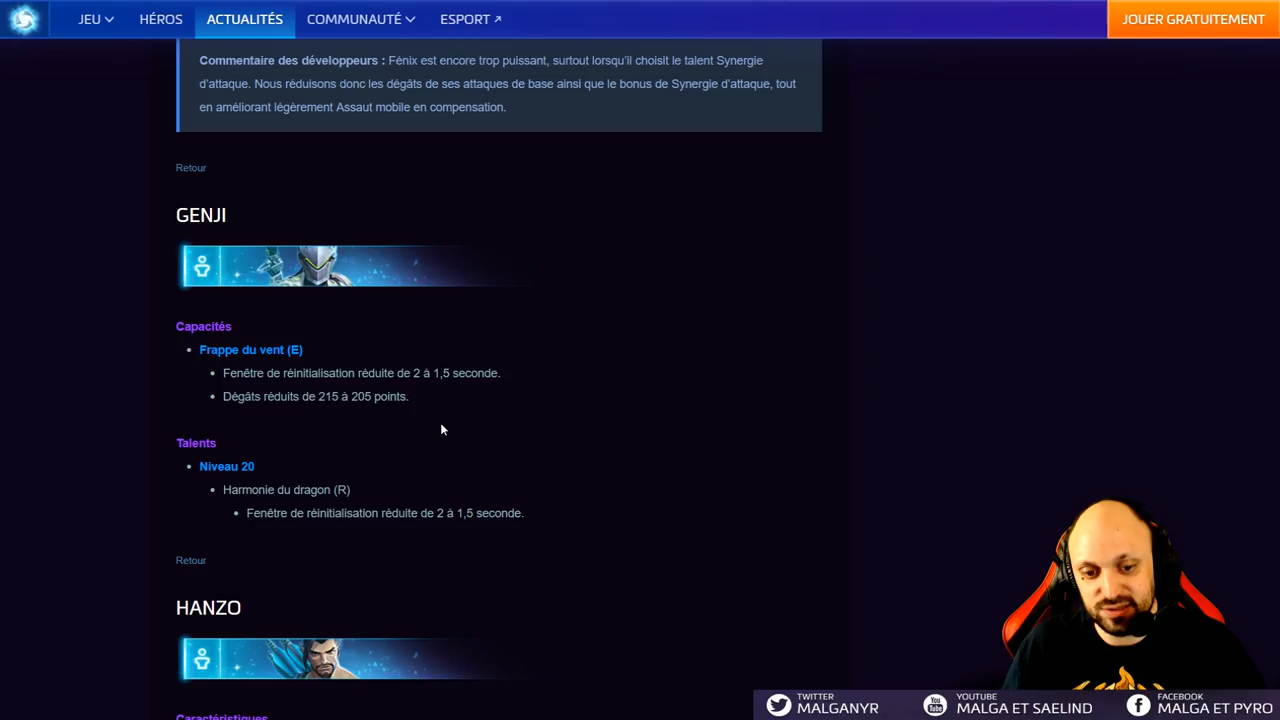 JEU
HÉROS
ACTUALITÉS
COMMUNAUTÉ
ESPORT
JOUER GRATUITEMENT
Commentaire des développeurs : Fénix est encore trop puissant, surtout lorsqu'il choisit le talent Synergie
d'attaque. Nous réduisons donc les dégâts de ses attaques de base ainsi que le bonus de Synergie d'attaque, tout
en améliorant légèrement Assaut mobile en compensation.
Retour
GENJI
Capacités
Frappe du vent (E)
Fenêtre de réinitialisation réduite de 2 à 1,5 seconde.
Dégâts réduits de 215 à 205 points.
Talents
Niveau 20
Harmonie du dragon (R)
Fenêtre de réinitialisation réduite de 2 à 1,5 seconde.
Retour
HANZO
Caractéristiques
TWITTER
MALGANYR
YOUTUBE
MALGA ET SAELIND
FACEBOOK
MALGA ET PYRO